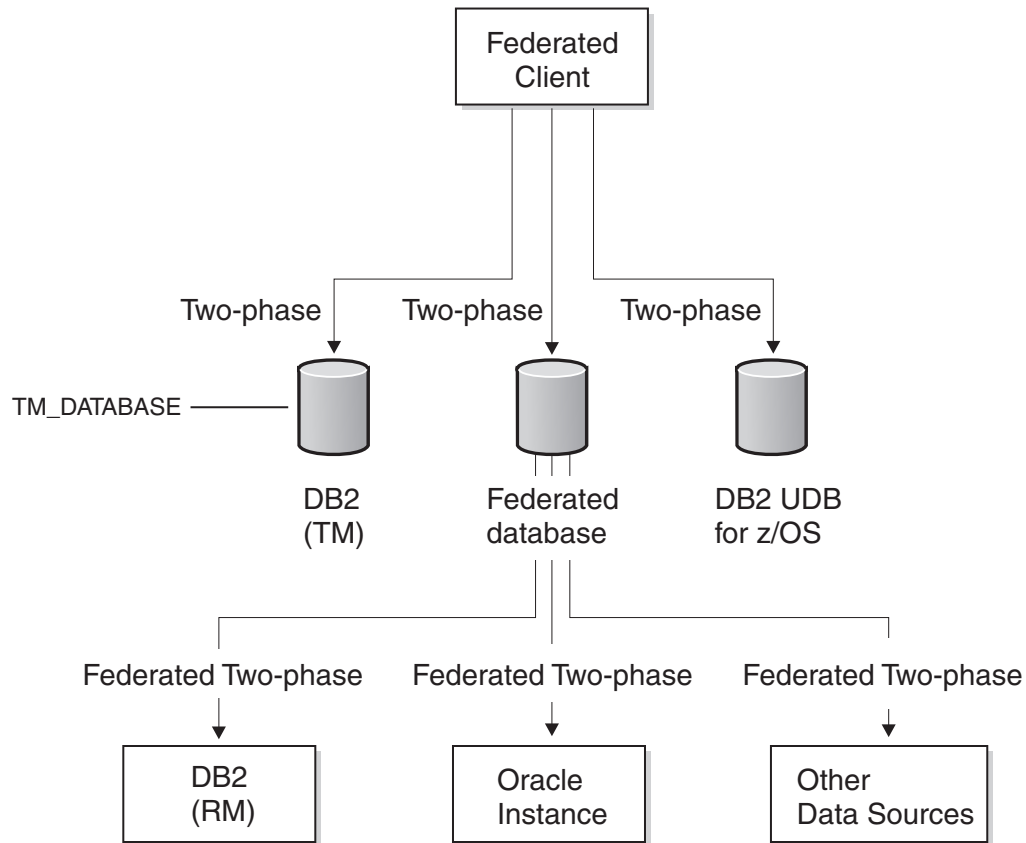 Federated
Client
Two-phase
Two-phase
Two-phase
TM_DATABASE
DB2
(TM)
Federated
database
DB2 UDB
for z/OS
Federated Two-phase
Federated Two-phase
Federated Two-phase
DB2
(RM)
Oracle
Instance
Other
Data Sources